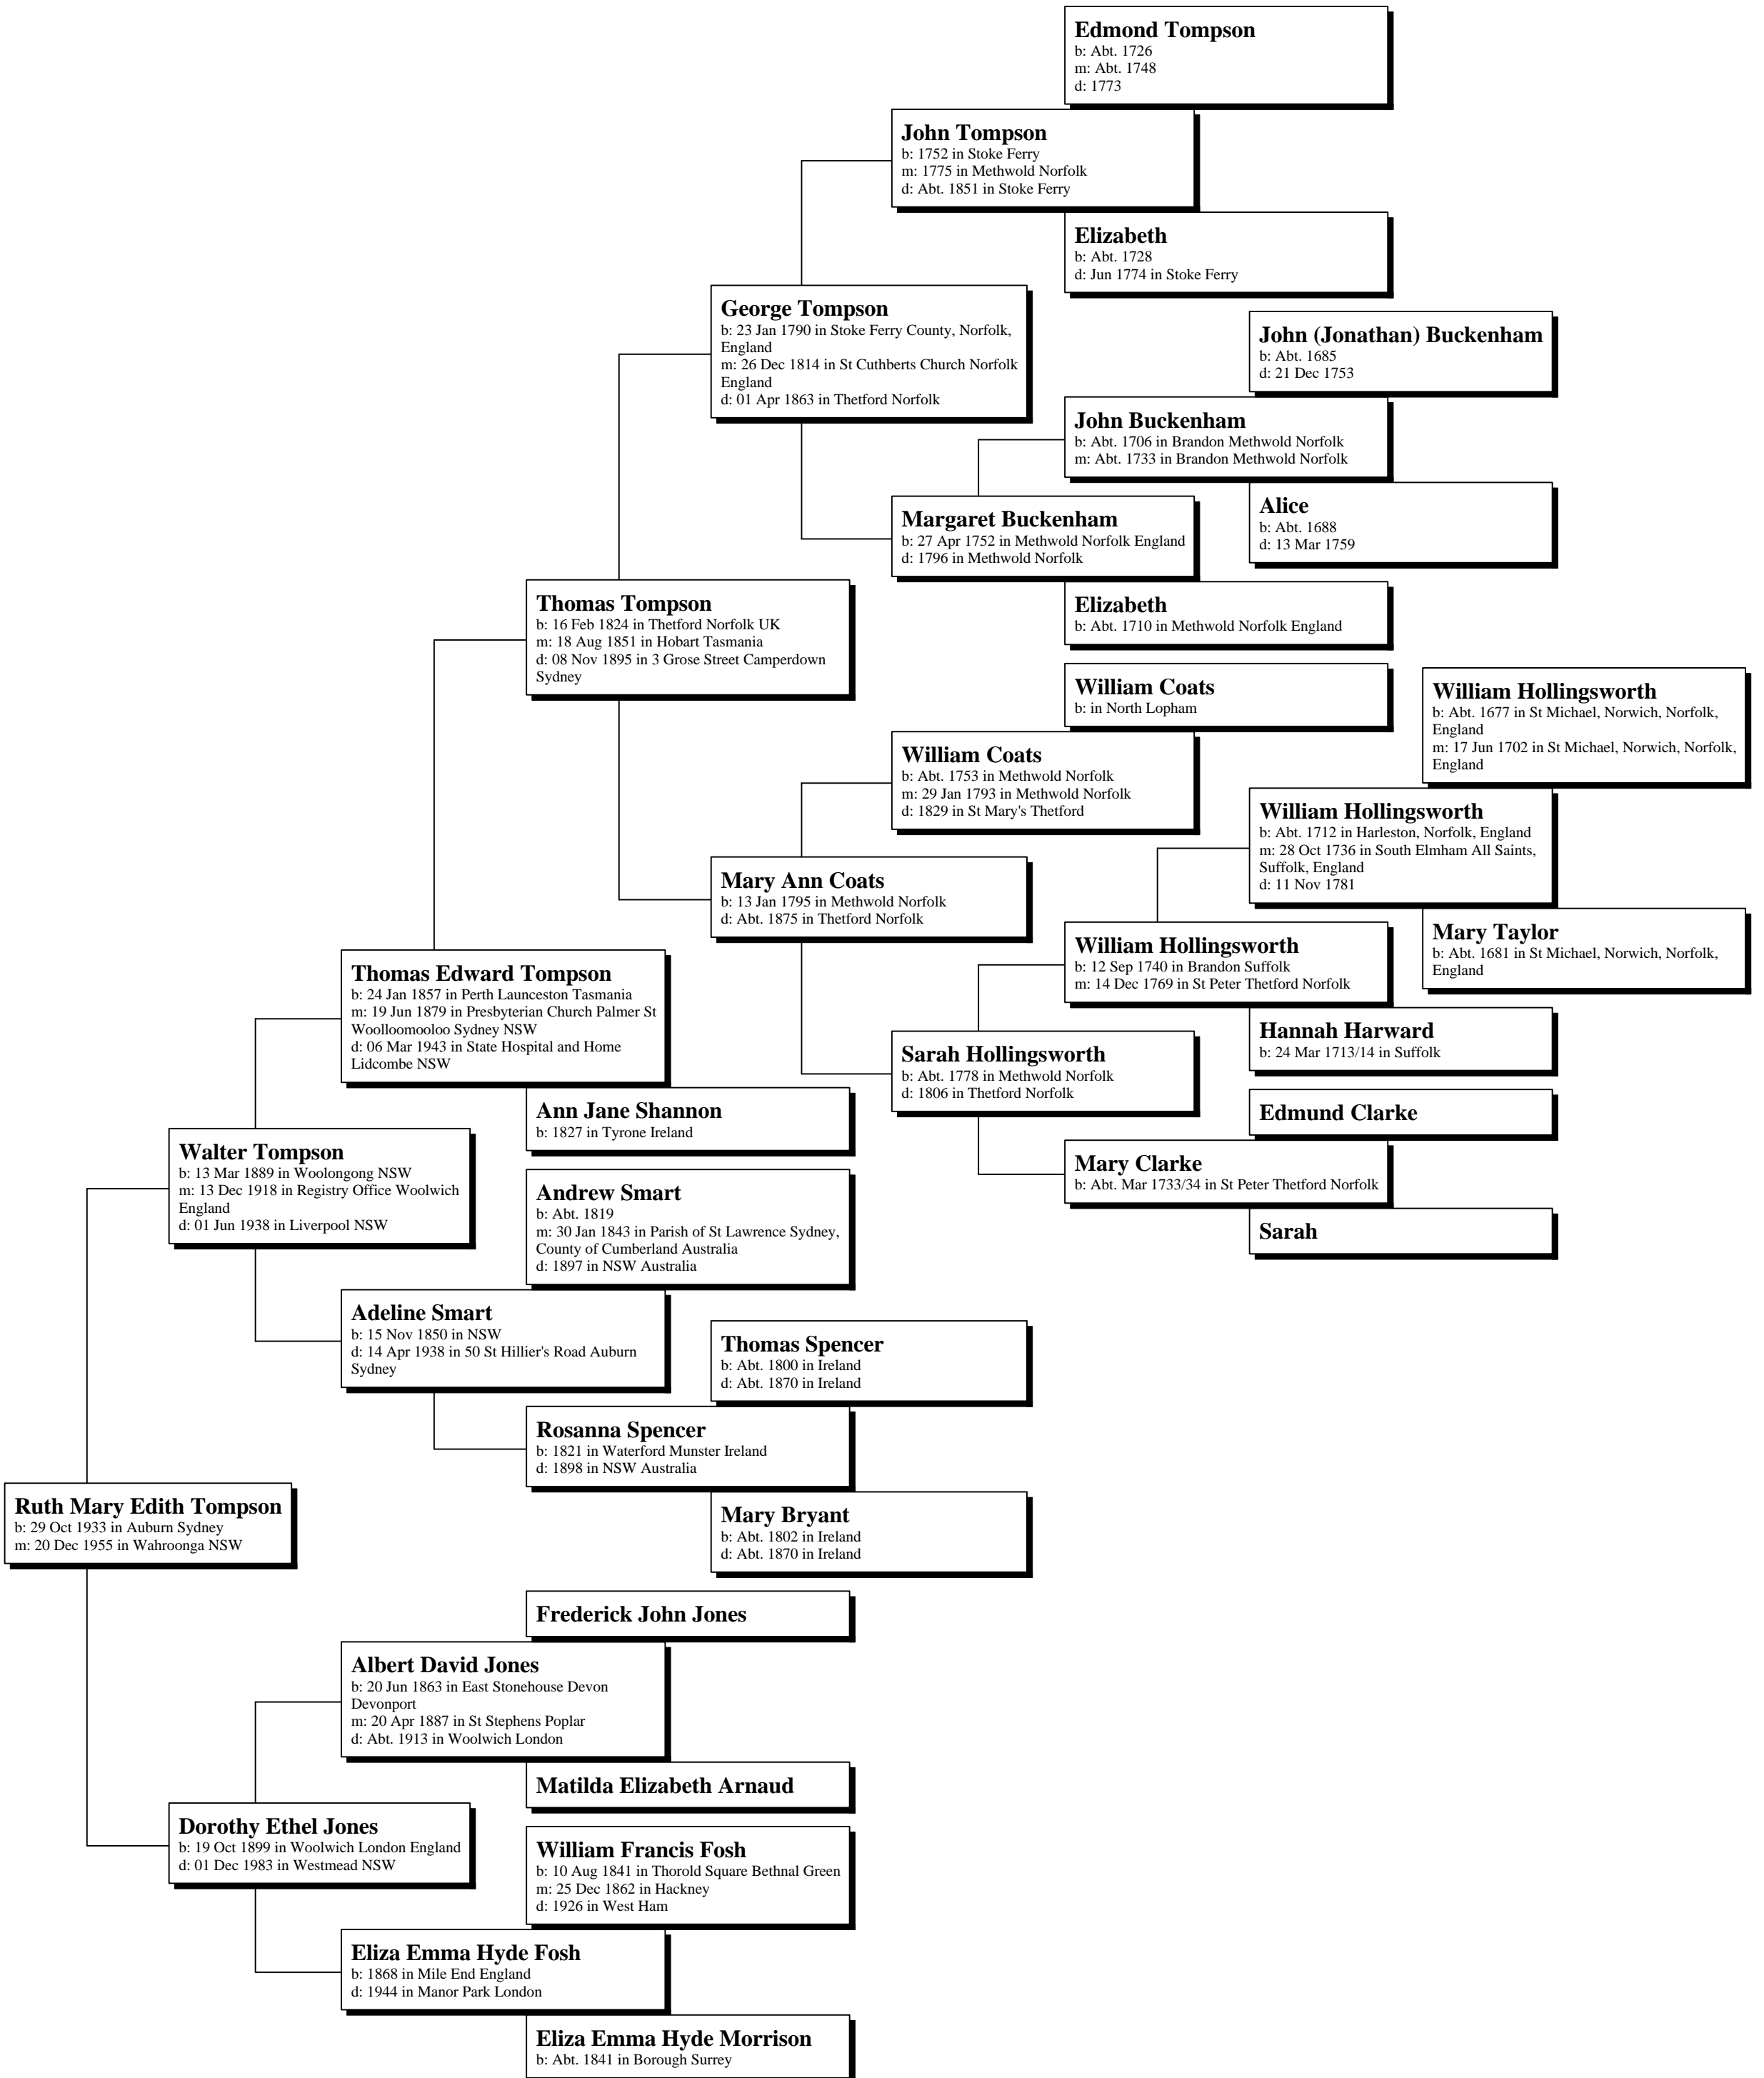 Edmond Tompson
b: Abt. 1726
m: Abt. 1748
d: 1773
John Tompson
b: 1752 in Stoke Ferry
m: 1775 in Methwold Norfolk
d: Abt. 1851 in Stoke Ferry
Elizabeth
b: Abt. 1728
d: Jun 1774 in Stoke Ferry
George Tompson
b: 23 Jan 1790 in Stoke Ferry County, Norfolk,
England
m: 26 Dec 1814 in St Cuthberts Church Norfolk
England
d: 01 Apr 1863 in Thetford Norfolk
John (Jonathan) Buckenham
b: Abt. 1685
d: 21 Dec 1753
John Buckenham
b: Abt. 1706 in Brandon Methwold Norfolk
m: Abt. 1733 in Brandon Methwold Norfolk
Alice
b: Abt. 1688
d: 13 Mar 1759
Margaret Buckenham
b: 27 Apr 1752 in Methwold Norfolk England
d: 1796 in Methwold Norfolk
Elizabeth
b: Abt. 1710 in Methwold Norfolk England
Thomas Tompson
b: 16 Feb 1824 in Thetford Norfolk UK
m: 18 Aug 1851 in Hobart Tasmania
d: 08 Nov 1895 in 3 Grose Street Camperdown
Sydney
William Coats
b: in North Lopham
William Coats
b: Abt. 1753 in Methwold Norfolk
m: 29 Jan 1793 in Methwold Norfolk
d: 1829 in St Mary's Thetford
William Hollingsworth
b: Abt. 1677 in St Michael, Norwich, Norfolk,
England
m: 17 Jun 1702 in St Michael, Norwich, Norfolk,
England
William Hollingsworth
b: Abt. 1712 in Harleston, Norfolk, England
m: 28 Oct 1736 in South Elmham All Saints,
Suffolk, England
d: 11 Nov 1781
Mary Taylor
b: Abt. 1681 in St Michael, Norwich, Norfolk,
England
Mary Ann Coats
b: 13 Jan 1795 in Methwold Norfolk
d: Abt. 1875 in Thetford Norfolk
William Hollingsworth
b: 12 Sep 1740 in Brandon Suffolk
m: 14 Dec 1769 in St Peter Thetford Norfolk
Hannah Harward
b: 24 Mar 1713/14 in Suffolk
Sarah Hollingsworth
b: Abt. 1778 in Methwold Norfolk
d: 1806 in Thetford Norfolk
Edmund Clarke
Mary Clarke
b: Abt. Mar 1733/34 in St Peter Thetford Norfolk
Sarah
Thomas Edward Tompson
b: 24 Jan 1857 in Perth Launceston Tasmania
m: 19 Jun 1879 in Presbyterian Church Palmer St
Woolloomooloo Sydney NSW
d: 06 Mar 1943 in State Hospital and Home
Lidcombe NSW
Ann Jane Shannon
b: 1827 in Tyrone Ireland
Walter Tompson
b: 13 Mar 1889 in Woolongong NSW
m: 13 Dec 1918 in Registry Office Woolwich
England
d: 01 Jun 1938 in Liverpool NSW
Andrew Smart
b: Abt. 1819
m: 30 Jan 1843 in Parish of St Lawrence Sydney,
County of Cumberland Australia
d: 1897 in NSW Australia
Adeline Smart
b: 15 Nov 1850 in NSW
d: 14 Apr 1938 in 50 St Hillier's Road Auburn
Sydney
Thomas Spencer
b: Abt. 1800 in Ireland
d: Abt. 1870 in Ireland
Rosanna Spencer
b: 1821 in Waterford Munster Ireland
d: 1898 in NSW Australia
Mary Bryant
b: Abt. 1802 in Ireland
d: Abt. 1870 in Ireland
Ruth Mary Edith Tompson
b: 29 Oct 1933 in Auburn Sydney
m: 20 Dec 1955 in Wahroonga NSW
Frederick John Jones
Albert David Jones
b: 20 Jun 1863 in East Stonehouse Devon
Devonport
m: 20 Apr 1887 in St Stephens Poplar
d: Abt. 1913 in Woolwich London
Matilda Elizabeth Arnaud
Dorothy Ethel Jones
b: 19 Oct 1899 in Woolwich London England
d: 01 Dec 1983 in Westmead NSW
William Francis Fosh
b: 10 Aug 1841 in Thorold Square Bethnal Green
m: 25 Dec 1862 in Hackney
d: 1926 in West Ham
Eliza Emma Hyde Fosh
b: 1868 in Mile End England
d: 1944 in Manor Park London
Eliza Emma Hyde Morrison
b: Abt. 1841 in Borough Surrey